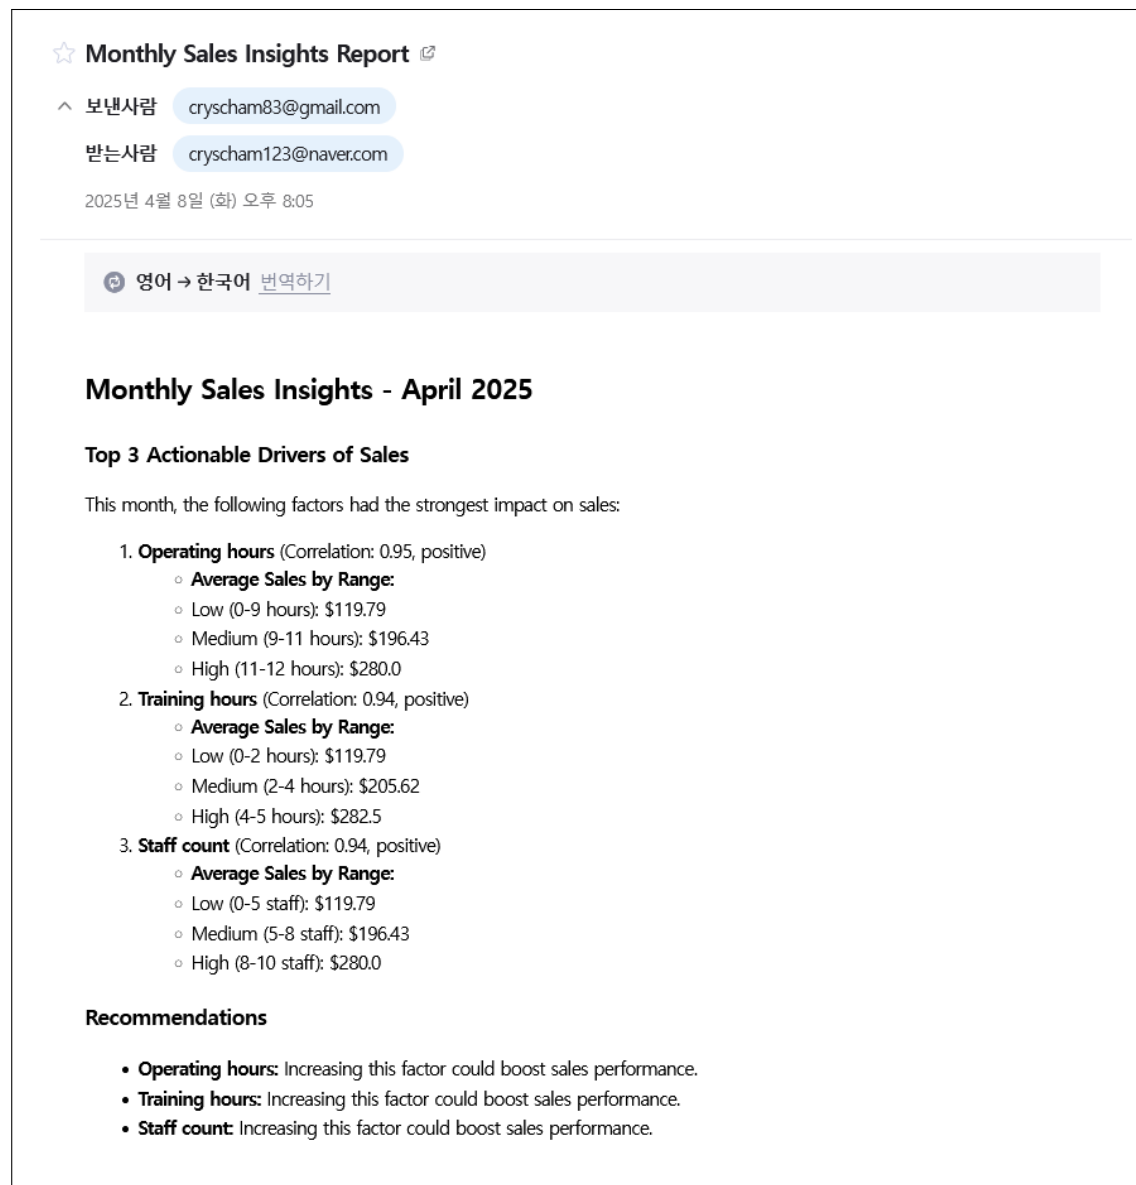 Monthly Sales Insights Report
보낸사람 cryscham83@gmail.com
받는사람 cryscham123@naver.com
2025년 4월 8일 (화) 오후 8:05
영어 → 한국어 번역하기
Monthly Sales Insights - April 2025
Top 3 Actionable Drivers of Sales
This month, the following factors had the strongest impact on sales:
1. Operating hours (Correlation: 0.95, positive)
○ Average Sales by Range:
○ Low (0-9 hours): $119.79
○ Medium (9-11 hours): $196.43
○ High (11-12 hours): $280.0
2. Training hours (Correlation: 0.94, positive)
○ Average Sales by Range:
○ Low (0-2 hours): $119.79
○ Medium (2-4 hours): $205.62
○ High (4-5 hours): $282.5
3. Staff count (Correlation: 0.94, positive)
○ Average Sales by Range:
○ Low (0-5 staff): $119.79
○ Medium (5-8 staff): $196.43
○ High (8-10 staff): $280.0
Recommendations
• Operating hours: Increasing this factor could boost sales performance.
• Training hours: Increasing this factor could boost sales performance.
• Staff count: Increasing this factor could boost sales performance.